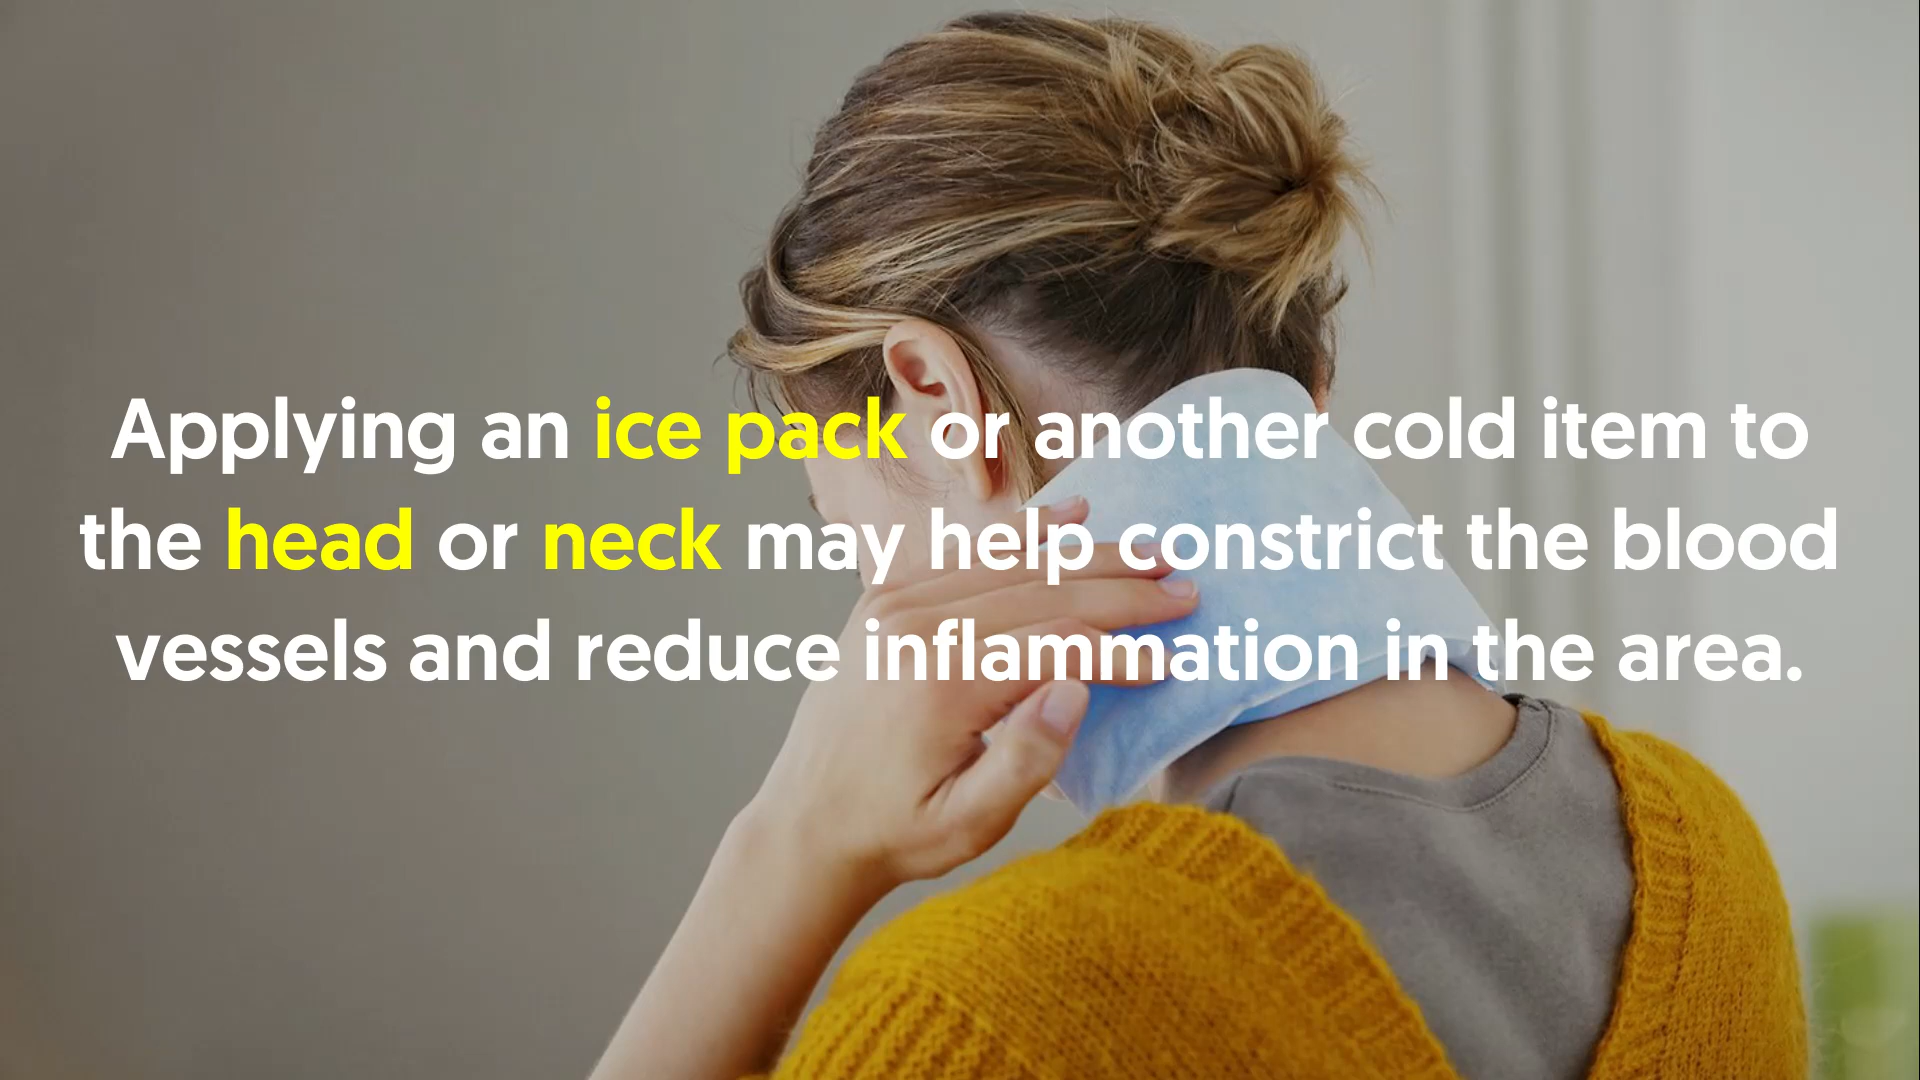 Applying an ice pack or another cold item to
the head or neck may help constrict the blood
vessels and reduce inflammation in the area.